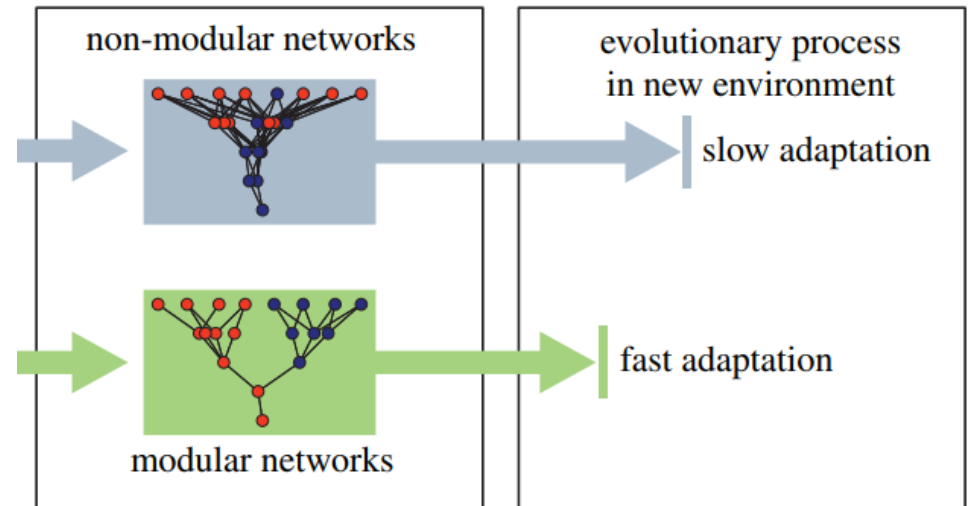 non-modular networks
evolutionary process
in new environment
slow adaptation
fast adaptation
modular networks